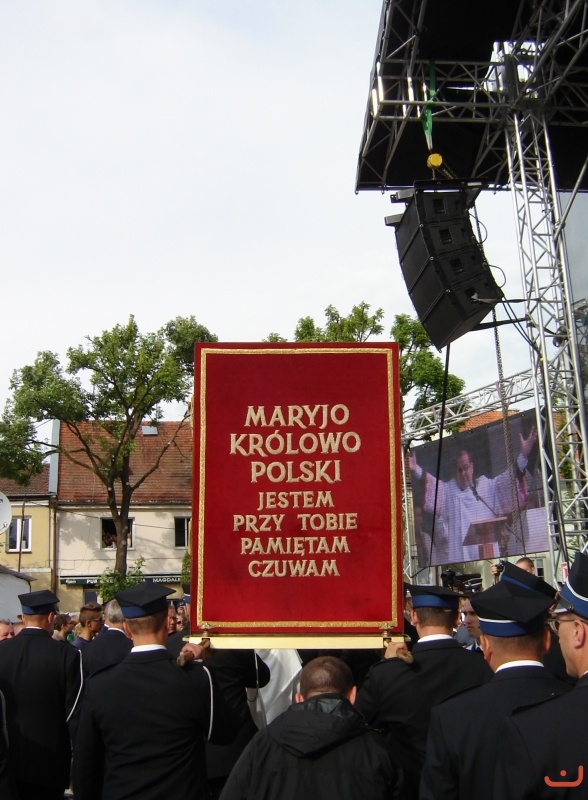 MARYJO
KRÓLOWO
POLSKI
JESTEM
PRZY TOBIE
PAMIĘTAM
CZUWAM